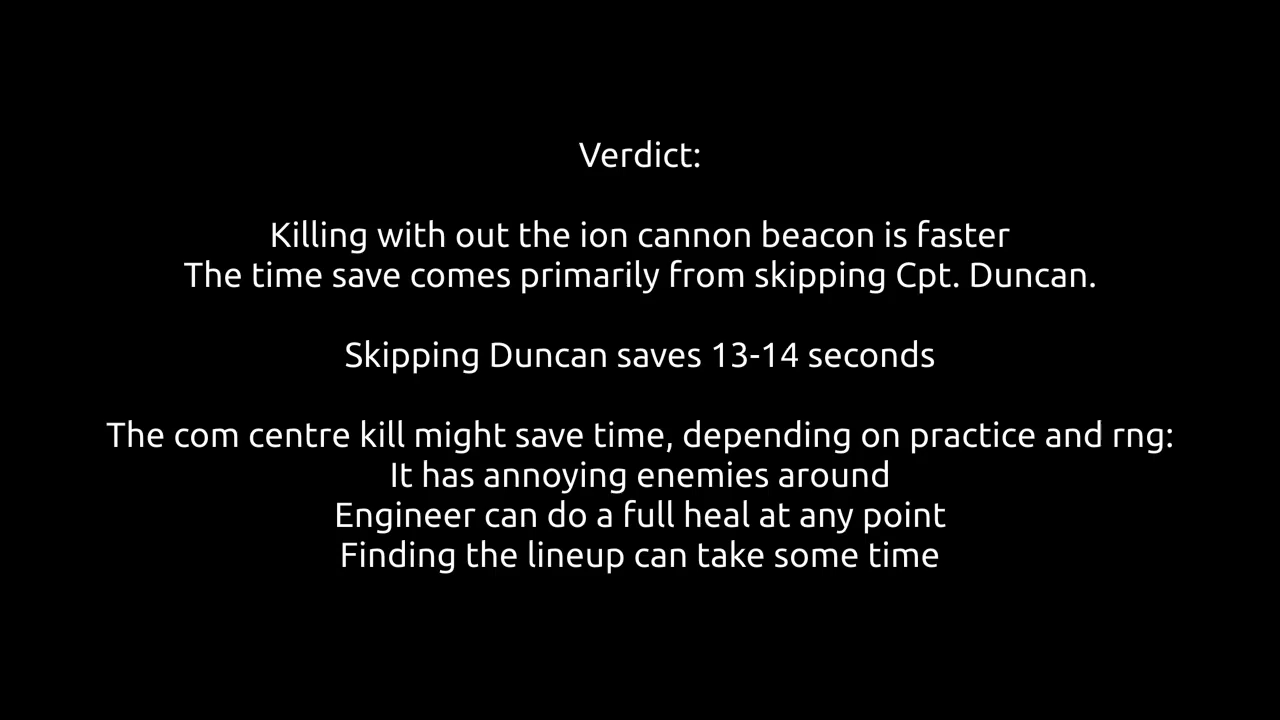 Verdict:
Killing with out the ion cannon beacon is faster
The time save comes primarily from skipping Cpt. Duncan.
Skipping Duncan saves 13-14 seconds
The com centre kill might save time, depending on practice and rng:
It has annoying enemies around
Engineer can do a full heal at any point
Finding the lineup can take some time